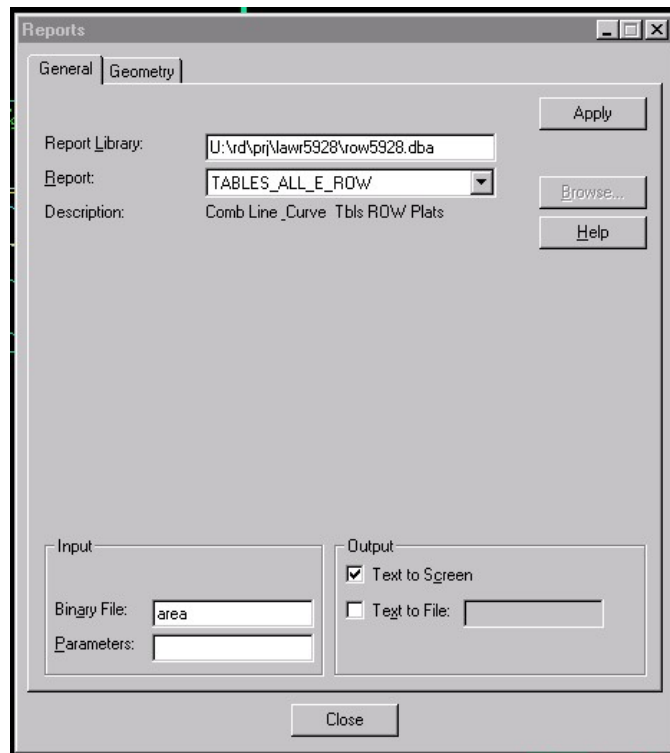 Reports
General Geometry
Apply
Report Library: U:\rd\prj\lawr5928\row5928.dba
Report: TABLES_ALL_E_ROW
Browse...
Description: Comb Line_Curve Tbls ROW Plats
Help
Input
Output
Text to Screen
Binary File: area
Text to File:
Parameters:
Close